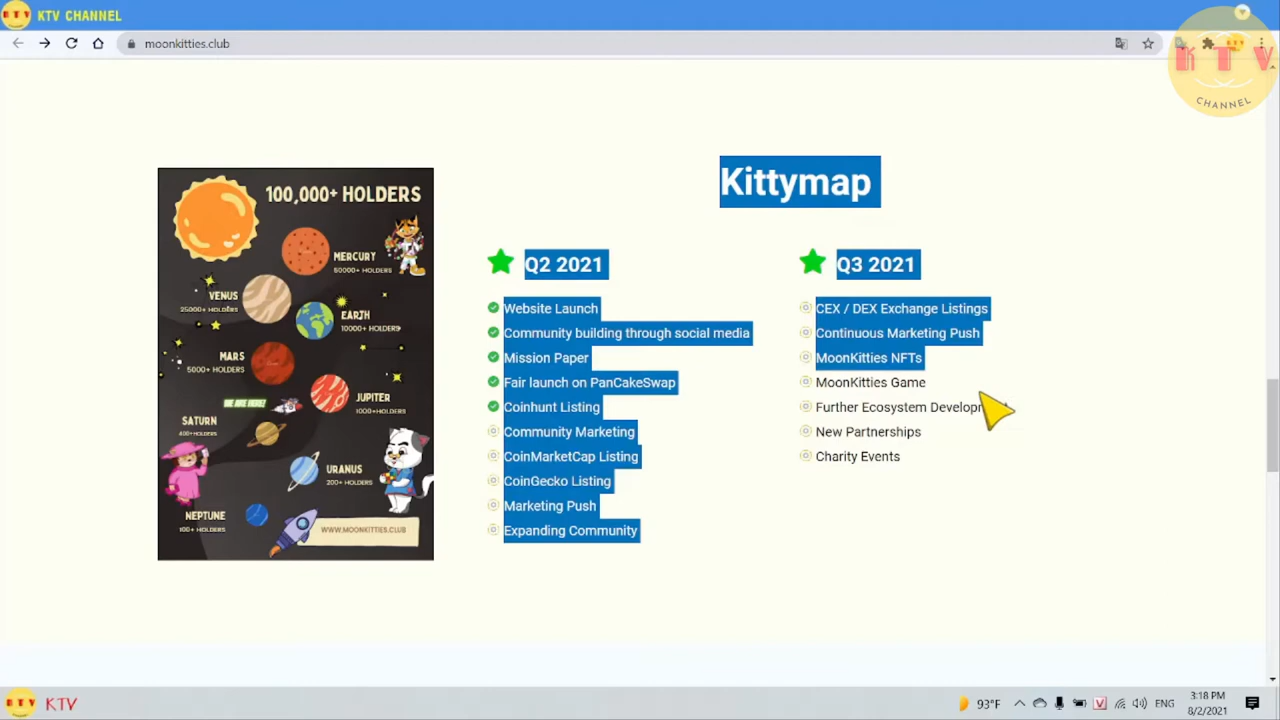 KTV KTV CHANNEL
moonkitties.club
KTV
CHANNEL
Kittymap
100,000+ HOLDERS
MERCURY
50000+ HOLDERS
VENUS
25000+ HOLDERS
EARTH
10000+ HOLDERS
MARS
5000+ HOLDERS
JUPITER
1000+HOLDERS
WE ARE HERE!
SATURN
URANUS
200+ HOLDERS
NEPTUNE
100+ HOLDERS
WWW.MOONKITTIES.CLUB
Q2 2021
Website Launch
Community building through social media
Mission Paper
Fair launch on PanCakeSwap
Coinhunt Listing
Community Marketing
CoinMarketCap Listing
CoinGecko Listing
Marketing Push
Expanding Community
Q3 2021
CEX / DEX Exchange Listings
Continuous Marketing Push
MoonKitties NFTs
MoonKitties Game
Further Ecosystem Develop
New Partnerships
Charity Events
KTV KTV
93°F V ENG
3:18 PM
8/2/2021